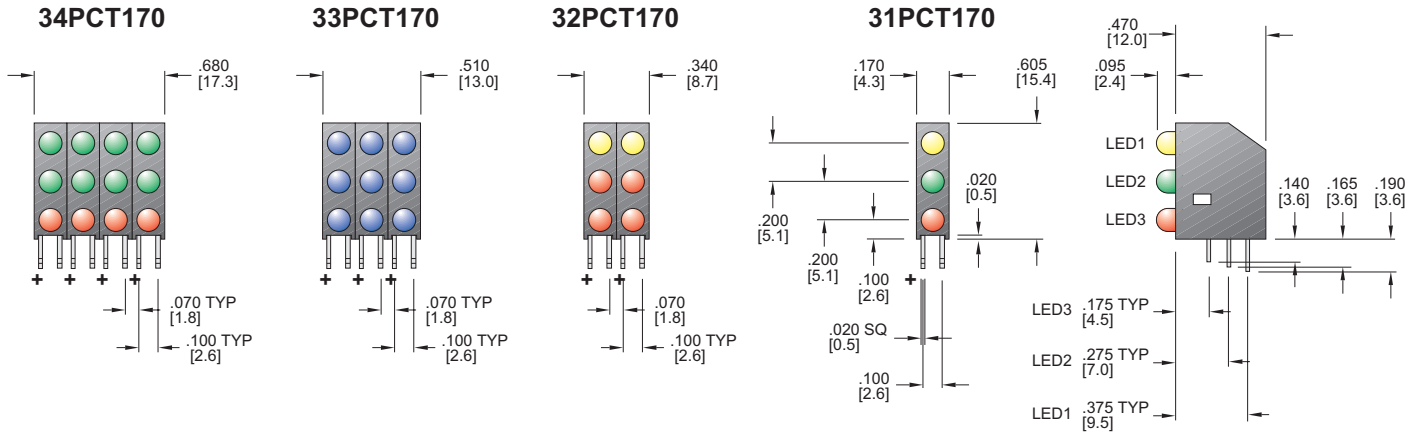 34PCT170
33PCT170
32PCT170
31PCT170
.680
[17.3]
.510
[13.0]
.340
[8.7]
.170
[4.3]
.605
[15.4]
.470
[12.0]
.095
[2.4]
LED1
LED2
LED3
.020
[0.5]
.140
[3.6]
.165
[3.6]
.190
[3.6]
.200
[5.1]
.200
[5.1]
.100
[2.6]
+ + + +
+ + +
+ +
+
.070 TYP
[1.8]
.100 TYP
[2.6]
.070 TYP
[1.8]
.100 TYP
[2.6]
.070
[1.8]
.100 TYP
[2.6]
.020 SQ
[0.5]
.100
[2.6]
LED3 .175 TYP
[4.5]
LED2 .275 TYP
[7.0]
LED1 .375 TYP
[9.5]